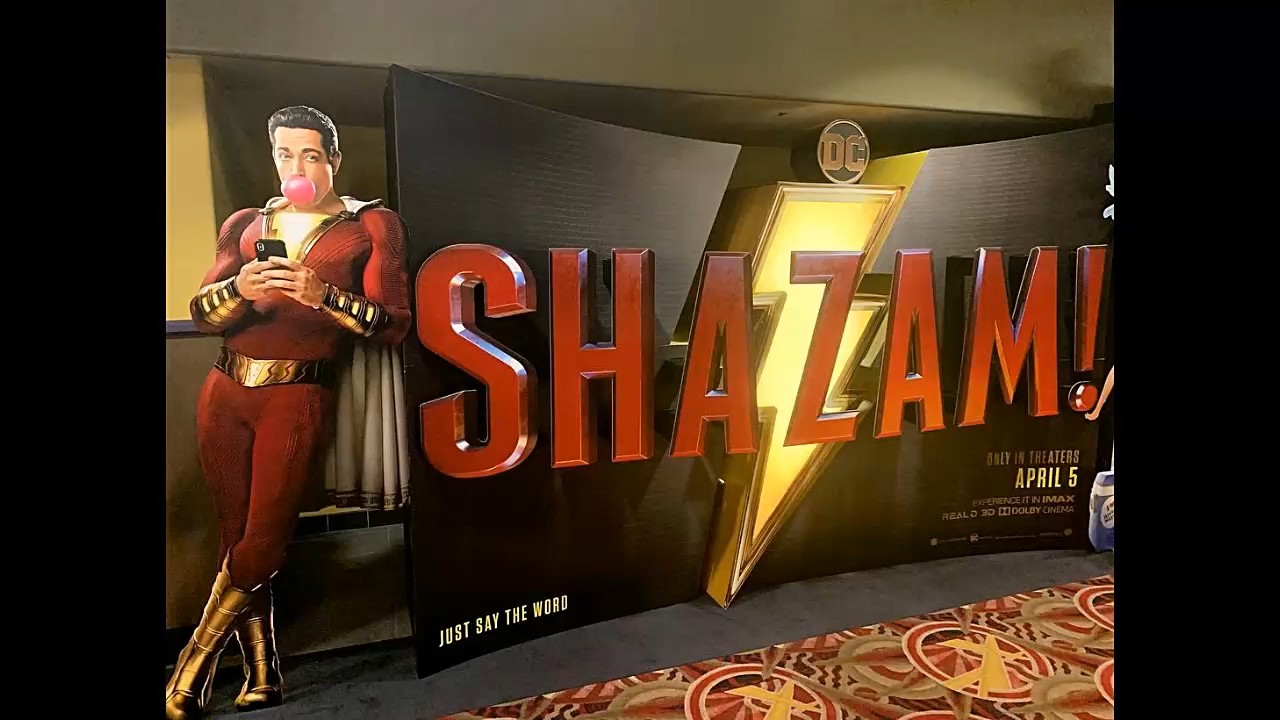 DC
SHAZAM!
ONLY IN THEATERS
APRIL 5
EXPERIENCE IT IN IMAX
REAL D 3D DOLBY CINEMA
JUST SAY THE WORD